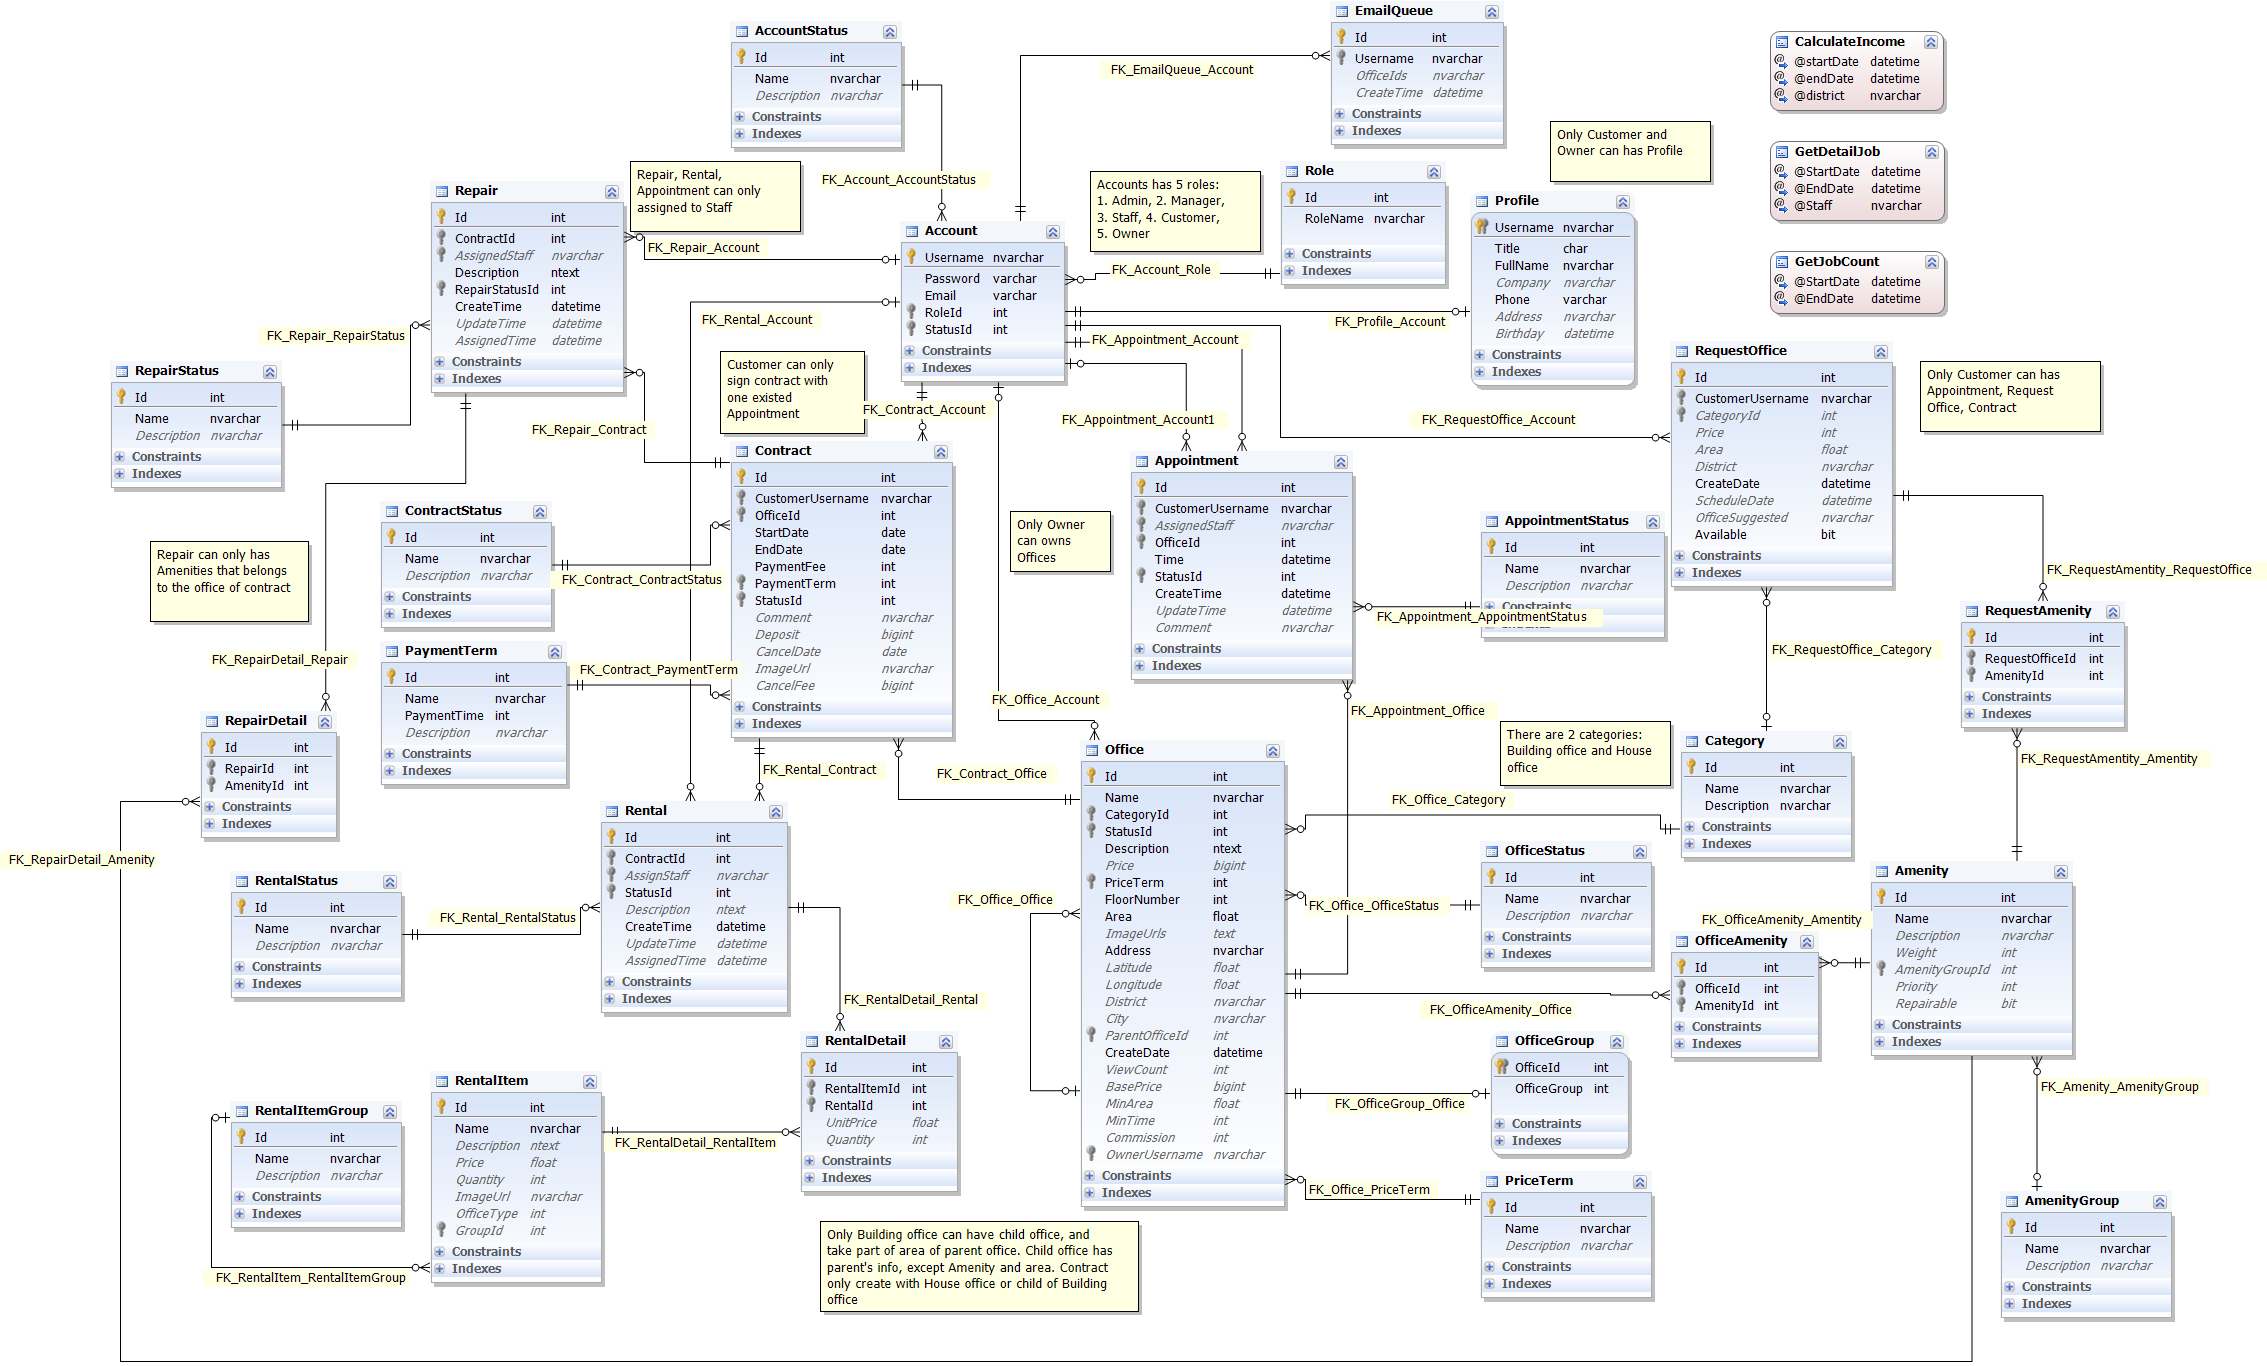 AccountStatus
Id int
Name nvarchar
Description nvarchar
Constraints
Indexes
EmailQueue
Id int
Username nvarchar
OfficeIds nvarchar
CreateTime datetime
Constraints
Indexes
FK_EmailQueue_Account
CalculateIncome
@startDate datetime
@endDate datetime
@district nvarchar
GetDetailJob
@StartDate datetime
@EndDate datetime
@Staff nvarchar
GetJobCount
@StartDate datetime
@EndDate datetime
Only Customer and
Owner can has Profile
Repair, Rental,
Appointment can only
assigned to Staff
FK_Account_AccountStatus
Accounts has 5 roles:
1. Admin, 2. Manager,
3. Staff, 4. Customer,
5. Owner
Role
Id int
RoleName nvarchar
Constraints
Indexes
Profile
Username nvarchar
Title char
FullName nvarchar
Company nvarchar
Phone varchar
Address nvarchar
Birthday datetime
Constraints
Indexes
Repair
Id int
ContractId int
AssignedStaff nvarchar
Description ntext
RepairStatusId int
CreateTime datetime
UpdateTime datetime
AssignedTime datetime
Constraints
Indexes
FK_Repair_Account
Account
Username nvarchar
Password varchar
Email varchar
RoleId int
StatusId int
Constraints
Indexes
FK_Account_Role
FK_Rental_Account
FK_Profile_Account
FK_Appointment_Account
FK_Repair_RepairStatus
RepairStatus
Id int
Name nvarchar
Description nvarchar
Constraints
Indexes
FK_Repair_Contract
Customer can only
sign contract with
one existed
Appointment
FK_Contract_Account
FK_Appointment_Account1
FK_RequestOffice_Account
RequestOffice
Id int
CustomerUsername nvarchar
CategoryId int
Price int
Area float
District nvarchar
CreateDate datetime
ScheduleDate datetime
OfficeSuggested nvarchar
Available bit
Constraints
Indexes
Only Customer can has
Appointment, Request
Office, Contract
Contract
Id int
CustomerUsername nvarchar
OfficeId int
StartDate date
EndDate date
PaymentFee int
PaymentTerm int
StatusId int
Comment nvarchar
Deposit bigint
CancelDate date
ImageUrl nvarchar
CancelFee bigint
Constraints
Indexes
Appointment
Id int
CustomerUsername nvarchar
AssignedStaff nvarchar
OfficeId int
Time datetime
StatusId int
CreateTime datetime
UpdateTime datetime
Comment nvarchar
Constraints
Indexes
ContractStatus
Id int
Name nvarchar
Description nvarchar
Constraints
Indexes
FK_Contract_ContractStatus
Only Owner
can owns
Offices
AppointmentStatus
Id int
Name nvarchar
Description nvarchar
Constraints
FK_Appointment_AppointmentStatus
Repair can only has
Amenities that belongs
to the office of contract
FK_RequestAmentity_RequestOffice
RequestAmenity
Id int
RequestOfficeId int
AmenityId int
Constraints
Indexes
FK_RequestOffice_Category
FK_RepairDetail_Repair
PaymentTerm
Id int
Name nvarchar
PaymentTime int
Description nvarchar
Constraints
Indexes
FK_Contract_PaymentTerm
FK_Office_Account
FK_Appointment_Office
RepairDetail
Id int
RepairId int
AmenityId int
Constraints
Indexes
FK_Rental_Contract
FK_Contract_Office
There are 2 categories:
Building office and House
office
Category
Id int
Name nvarchar
Description nvarchar
Constraints
Indexes
FK_RequestAmentity_Amentity
FK_Office_Category
Office
Id int
Name nvarchar
CategoryId int
StatusId int
Description ntext
Price bigint
PriceTerm int
FloorNumber int
Area float
ImageUrls text
Address nvarchar
Latitude float
Longitude float
District nvarchar
City nvarchar
ParentOfficeId int
CreateDate datetime
ViewCount int
BasePrice bigint
MinArea float
MinTime int
Commission int
OwnerUsername nvarchar
Constraints
Indexes
FK_RepairDetail_Amenity
Rental
Id int
ContractId int
AssignStaff nvarchar
StatusId int
Description ntext
CreateTime datetime
UpdateTime datetime
AssignedTime datetime
Constraints
Indexes
RentalStatus
Id int
Name nvarchar
Description nvarchar
Constraints
Indexes
FK_Rental_RentalStatus
FK_Office_Office
OfficeStatus
Id int
Name nvarchar
Description nvarchar
Constraints
Indexes
FK_Office_OfficeStatus
FK_OfficeAmenity_Amentity
Amenity
Id int
Name nvarchar
Description nvarchar
Weight int
AmenityGroupId int
Priority int
Repairable bit
Constraints
Indexes
OfficeAmenity
Id int
OfficeId int
AmenityId int
Constraints
Indexes
FK_OfficeAmenity_Office
FK_RentalDetail_Rental
RentalDetail
Id int
RentalItemId int
RentalId int
UnitPrice float
Quantity int
Constraints
Indexes
OfficeGroup
OfficeId int
OfficeGroup int
Constraints
Indexes
FK_OfficeGroup_Office
FK_Amenity_AmenityGroup
RentalItem
Id int
Name nvarchar
Description ntext
Price float
Quantity int
ImageUrl nvarchar
OfficeType int
GroupId int
Constraints
Indexes
RentalItemGroup
Id int
Name nvarchar
Description nvarchar
Constraints
Indexes
FK_RentalDetail_RentalItem
FK_RentalItem_RentalItemGroup
FK_Office_PriceTerm
PriceTerm
Id int
Name nvarchar
Description nvarchar
Constraints
Indexes
AmenityGroup
Id int
Name nvarchar
Description nvarchar
Constraints
Indexes
Only Building office can have child office, and
take part of area of parent office. Child office has
parent's info, except Amenity and area. Contract
only create with House office or child of Building
office